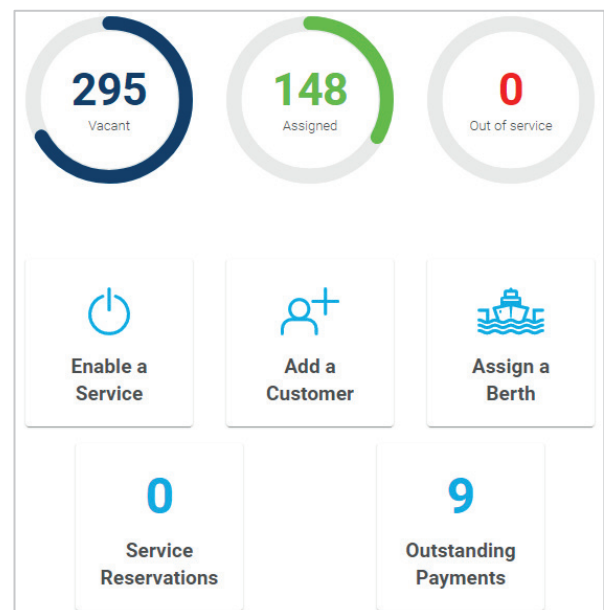 295
Vacant
148
Assigned
0
Out of service
Enable a
Service
Add a
Customer
Assign a
Berth
0
Service
Reservations
9
Outstanding
Payments